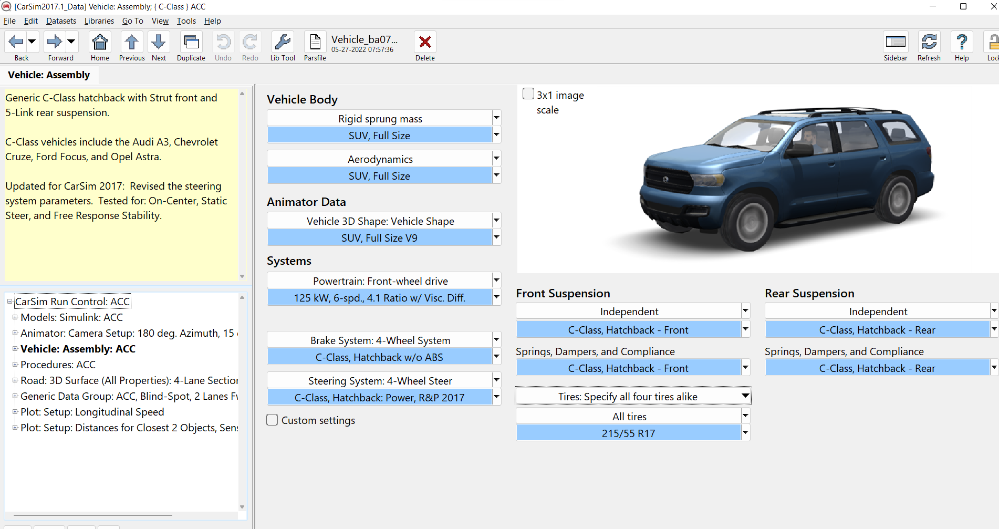 [CarSim2017.1_Data] Vehicle: Assembly; { C-Class } ACC
File Edit Datasets Libraries Go To View Tools Help
Back Forward Home Previous Next Duplicate Undo Redo Lib Tool Parsfile
Vehicle_ba07...
05-27-2022 07:57:36
Delete Sidebar Refresh Help Loc
Vehicle: Assembly
Generic C-Class hatchback with Strut front and
5-Link rear suspension.
C-Class vehicles include the Audi A3, Chevrolet
Cruze, Ford Focus, and Opel Astra.
Updated for CarSim 2017: Revised the steering
system parameters. Tested for: On-Center, Static
Steer, and Free Response Stability.
CarSim Run Control: ACC
Models: Simulink: ACC
Animator: Camera Setup: 180 deg. Azimuth, 15
Vehicle: Assembly: ACC
Procedures: ACC
Road: 3D Surface (All Properties): 4-Lane Section
Generic Data Group: ACC, Blind-Spot, 2 Lanes Fw
Plot: Setup: Longitudinal Speed
Plot: Setup: Distances for Closest 2 Objects, Sens
Vehicle Body
Rigid sprung mass
SUV, Full Size
Aerodynamics
SUV, Full Size
Animator Data
Vehicle 3D Shape: Vehicle Shape
SUV, Full Size V9
Systems
Powertrain: Front-wheel drive
125 kW, 6-spd., 4.1 Ratio w/ Visc. Diff.
Brake System: 4-Wheel System
C-Class, Hatchback w/o ABS
Steering System: 4-Wheel Steer
C-Class, Hatchback: Power, R&P 2017
Custom settings
3x1 image
scale
Front Suspension
Independent
C-Class, Hatchback - Front
Springs, Dampers, and Compliance
C-Class, Hatchback - Front
Tires: Specify all four tires alike
All tires
215/55 R17
Rear Suspension
Independent
C-Class, Hatchback - Rear
Springs, Dampers, and Compliance
C-Class, Hatchback - Rear